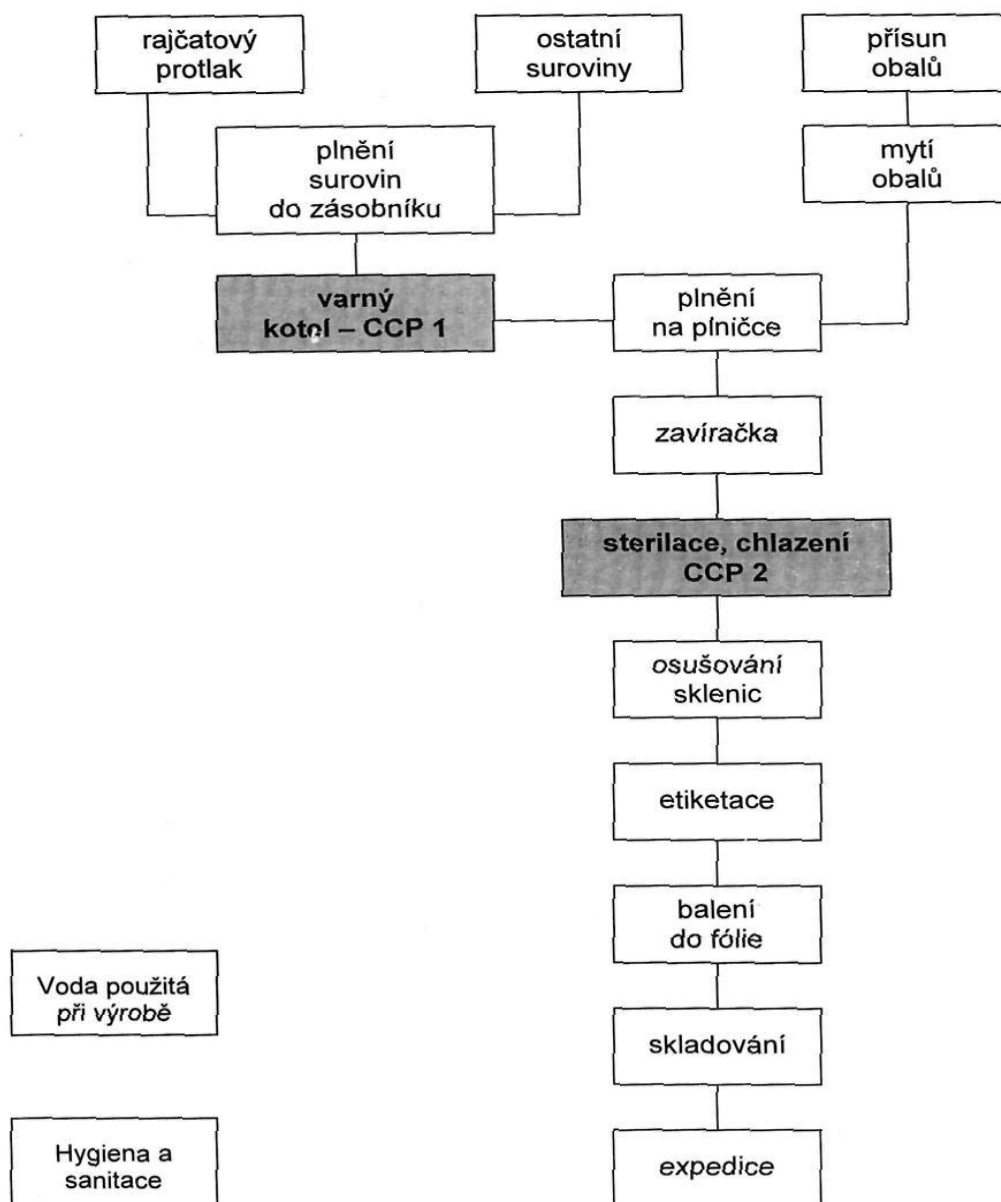 rajčatový
protlak
ostatní
suroviny
přísun
obalů
plnění
surovin
do zásobníku
mytí
obalů
varný
kotel – CCP 1
plnění
na plničce
zavíračka
sterilace, chlazení
CCP 2
osušování
sklenic
etiketace
balení
do fólie
Voda použitá
při výrobě
skladování
Hygiena a
sanitace
expedice